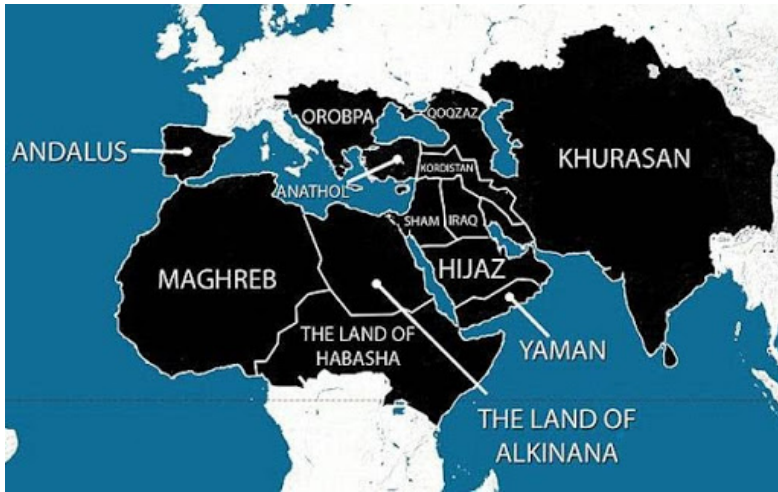 OROBPA
QOQZAZ
ANDALUS
KHURASAN
KORDISTAN
ANATHOL
SHAM
IRAQ
MAGHREB
HIJAZ
THE LAND OF
HABASHA
YAMAN
THE LAND OF
ALKINANA